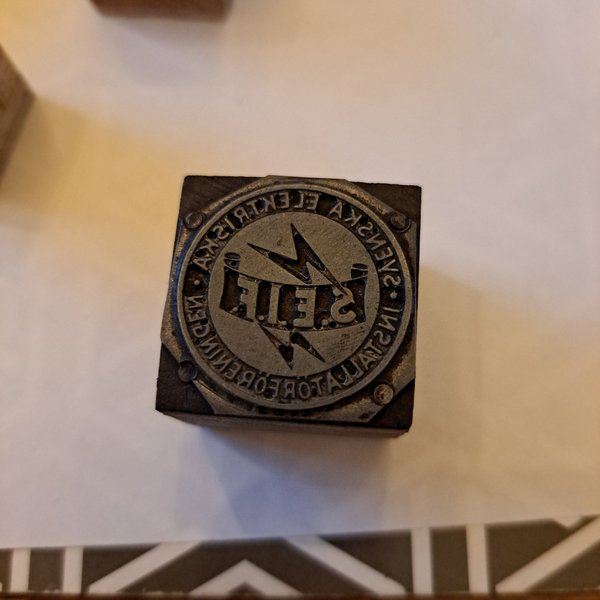 SVENSKA ELEKTRISKA
· INSTALLATÖRFÖRENINGEN ·
S.E.I.F.